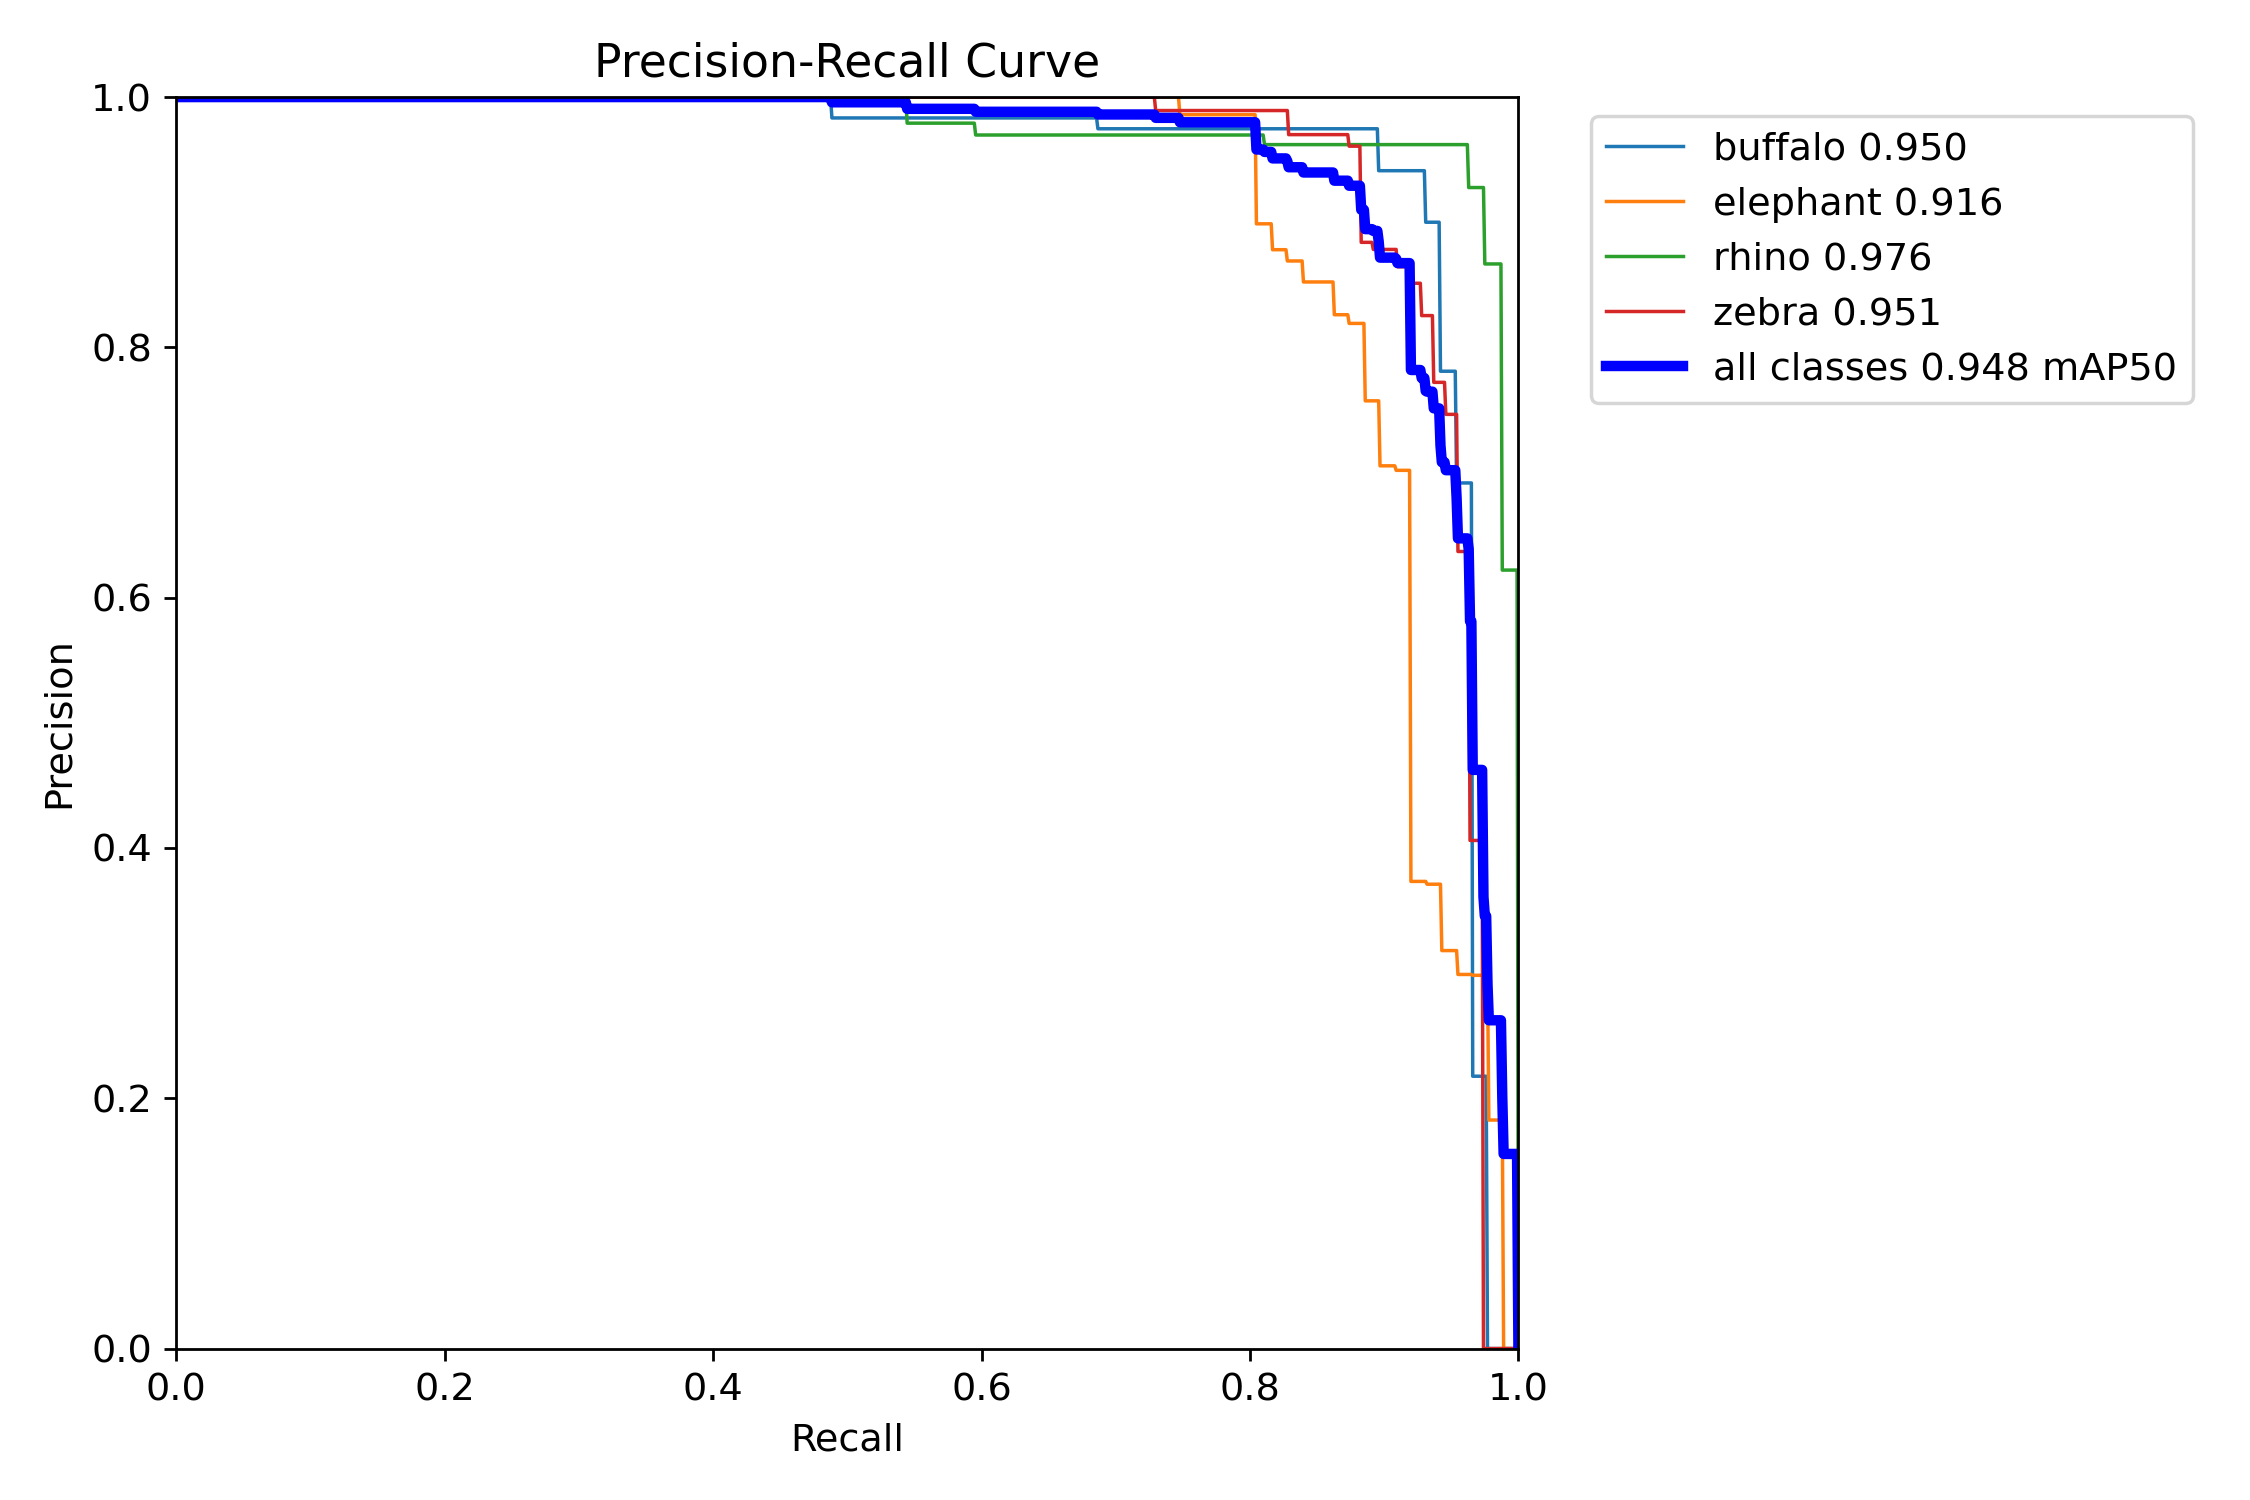 Precision-Recall Curve
1.0
0.8
0.6
0.4
0.2
0.0
Precision
0.0 0.2 0.4 0.6 0.8 1.0
Recall
buffalo 0.950
elephant 0.916
rhino 0.976
zebra 0.951
all classes 0.948 mAP50